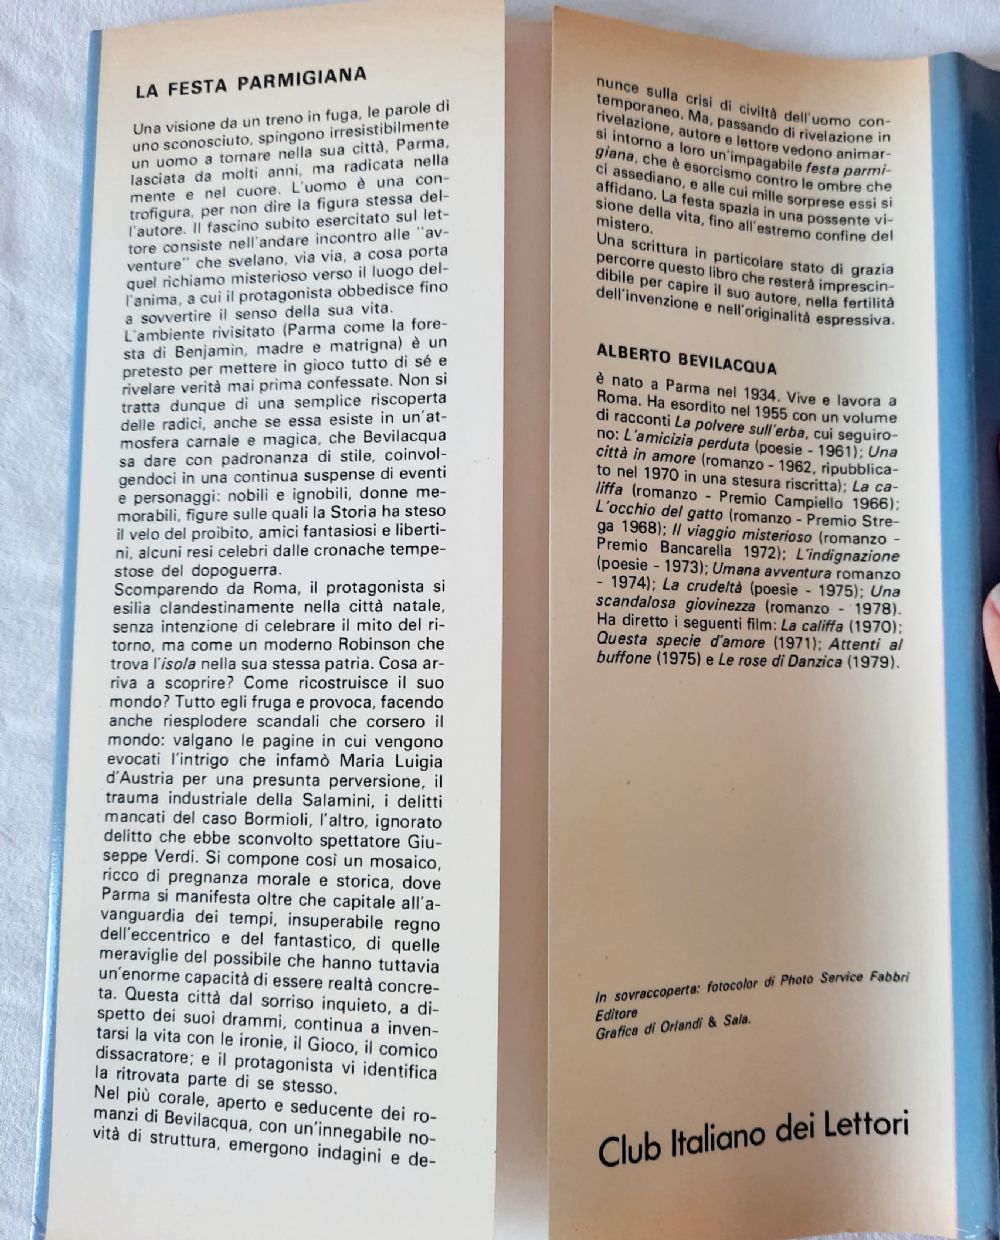 LA FESTA PARMIGIANA
Una visione da un treno in fuga, le parole di
uno sconosciuto, spingono irresistibilmente
un uomo a tornare nella sua città, Parma,
lasciata da molti anni, ma radicata nella
mente e nel cuore. L'uomo è una con-
trofigura, per non dire la figura stessa del-
l'autore. Il fascino subito esercitato sul let-
tore consiste nell'andare incontro alle "av-
venture" che svelano, via via, a cosa porta
quel richiamo misterioso verso il luogo del-
l'anima, a cui il protagonista obbedisce fino
a sovvertire il senso della sua vita.
L'ambiente rivisitato (Parma come la fore-
sta di Benjamin, madre e matrigna) è un
pretesto per mettere in gioco tutto di sé e
rivelare verità mai prima confessate. Non si
tratta dunque di una semplice riscoperta
delle radici, anche se essa esiste in un'at-
mosfera carnale e magica, che Bevilacqua
sa dare con padronanza di stile, coinvol-
gendoci in una continua suspense di eventi
e personaggi: nobili e ignobili, donne me-
morabili, figure sulle quali la Storia ha steso
il velo del proibito, amici fantasiosi e liberti-
ni, alcuni resi celebri dalle cronache tempe-
stose del dopoguerra.
Scomparendo da Roma, il protagonista si
esilia clandestinamente nella città natale,
senza intenzione di celebrare il mito del ri-
torno, ma come un moderno Robinson che
trova l'isola nella sua stessa patria. Cosa ar-
riva a scoprire? Come ricostruisce il suo
mondo? Tutto egli fruga e provoca, facendo
anche riesplodere scandali che corsero il
mondo: valgano le pagine in cui vengono
evocati l'intrigo che infamò Maria Luigia
d'Austria per una presunta perversione, il
trauma industriale della Salamini, i delitti
mancati del caso Bormioli, l'altro, ignorato
delitto che ebbe sconvolto spettatore Giu-
seppe Verdi. Si compone così un mosaico,
ricco di pregnanza morale e storica, dove
Parma si manifesta oltre che capitale all'a-
vanguardia dei tempi, insuperabile regno
dell'eccentrico e del fantastico, di quelle
meraviglie del possibile che hanno tuttavia
un'enorme capacità di essere realtà concre-
ta. Questa città dal sorriso inquieto, a di-
spetto dei suoi drammi, continua a inven-
tarsi la vita con le ironie, il Gioco, il comico
dissacratore; e il protagonista vi identifica
la ritrovata parte di se stesso.
Nel più corale, aperto e seducente dei ro-
manzi di Bevilacqua, con un'innegabile no-
vità di struttura, emergono indagini e de-
nunce sulla crisi di civiltà dell'uomo con-
temporaneo. Ma, passando di rivelazione in
rivelazione, autore e lettore vedono animar-
si intorno a loro un'impagabile festa parmi-
giana, che è esorcismo contro le ombre che
ci assediano, e alle cui mille sorprese essi si
affidano. La festa spazia in una possente vi-
sione della vita, fino all'estremo confine del
mistero.
Una scrittura in particolare stato di grazia
percorre questo libro che resterà imprescin-
dibile per capire il suo autore, nella fertilità
dell'invenzione e nell'originalità espressiva.
ALBERTO BEVILACQUA
è nato a Parma nel 1934. Vive e lavora a
Roma. Ha esordito nel 1955 con un volume
di racconti La polvere sull'erba, cui seguiro-
no: L'amicizia perduta (poesie - 1961); Una
città in amore (romanzo - 1962, ripubblica-
to nel 1970 in una stesura riscritta); La ca-
liffa (romanzo - Premio Campiello 1966);
L'occhio del gatto (romanzo - Premio Stre-
ga 1968); Il viaggio misterioso (romanzo -
Premio Bancarella 1972); L'indignazione
(poesie - 1973); Umana avventura romanzo
- 1974); La crudeltà (poesie - 1975); Una
scandalosa giovinezza (romanzo - 1978).
Ha diretto i seguenti film: La califfa (1970);
Questa specie d'amore (1971); Attenti al
buffone (1975) e Le rose di Danzica (1979).
In sovraccoperta: fotocolor di Photo Service Fabbri
Editore
Grafica di Orlandi & Sala.
Club Italiano dei Lettori